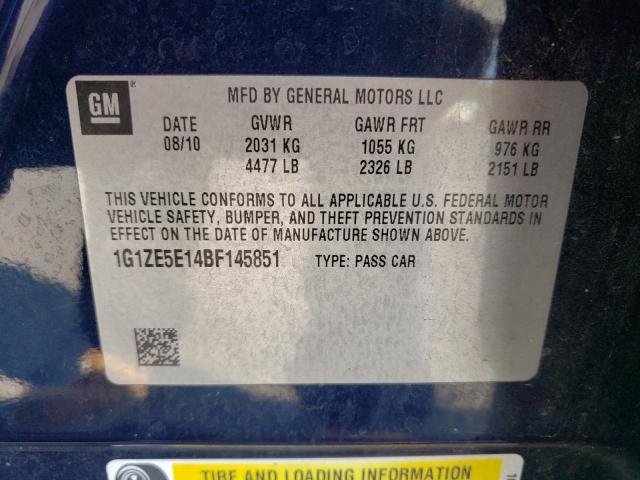 GM
MFD BY GENERAL MOTORS LLC
DATE GVWR GAWR FRT GAWR RR
08/10 2031 KG 1055 KG 976 KG
4477 LB 2326 LB 2151 LB
THIS VEHICLE CONFORMS TO ALL APPLICABLE U.S. FEDERAL MOTOR
VEHICLE SAFETY, BUMPER, AND THEFT PREVENTION STANDARDS IN
EFFECT ON THE DATE OF MANUFACTURE SHOWN ABOVE.
1G1ZE5E14BF145851 TYPE: PASS CAR
TIRE AND LOADING INFORMATION